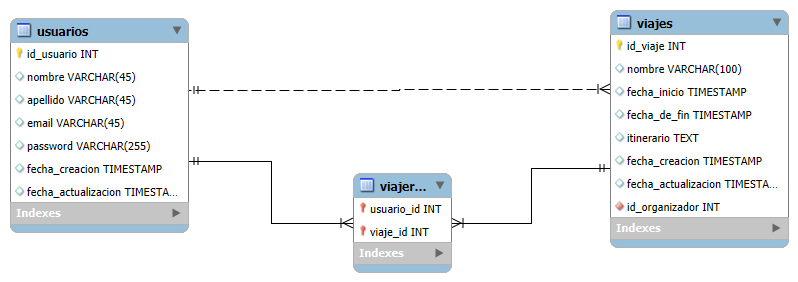 usuarios
id_usuario INT
nombre VARCHAR(45)
apellido VARCHAR(45)
email VARCHAR(45)
password VARCHAR(255)
fecha_creacion TIMESTAMP
fecha_actualizacion TIMESTA...
Indexes
viajer...
usuario_id INT
viaje_id INT
Indexes
viajes
id_viaje INT
nombre VARCHAR(100)
fecha_inicio TIMESTAMP
fecha_de_fin TIMESTAMP
itinerario TEXT
fecha_creacion TIMESTAMP
fecha_actualizacion TIMESTA...
id_organizador INT
Indexes